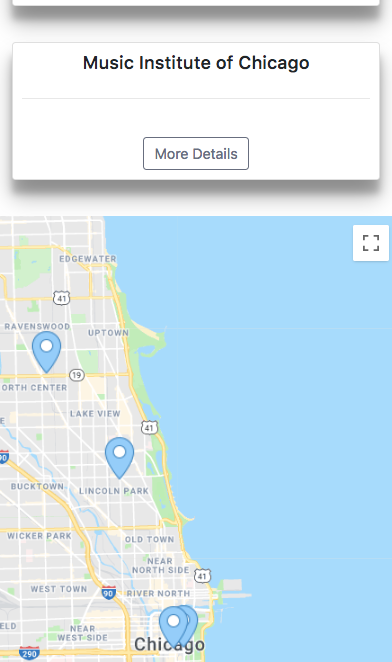 Music Institute of Chicago
More Details
EDGEWATER
41
RAVENSWOOD
UPTOWN
19
ORTH CENTER
LAKE VIEW
41
E
90
BUCKTOWN
LINCOLN PARK
WICKER PARK
OLD TOWN
NEAR
NORTH SIDE
41
WEST TOWN
90
RIVER NORTH
ELD
NEAR
WEST SIDE
Chicago
290